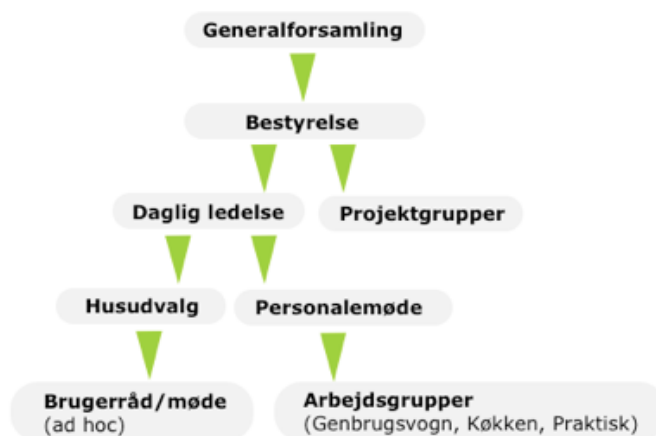 Generalforsamling
Bestyrelse
Daglig ledelse
Projektgrupper
Husudvalg
Personalemøde
Brugerråd/møde
(ad hoc)
Arbejdsgrupper
(Genbrugsvogn, Køkken, Praktisk)